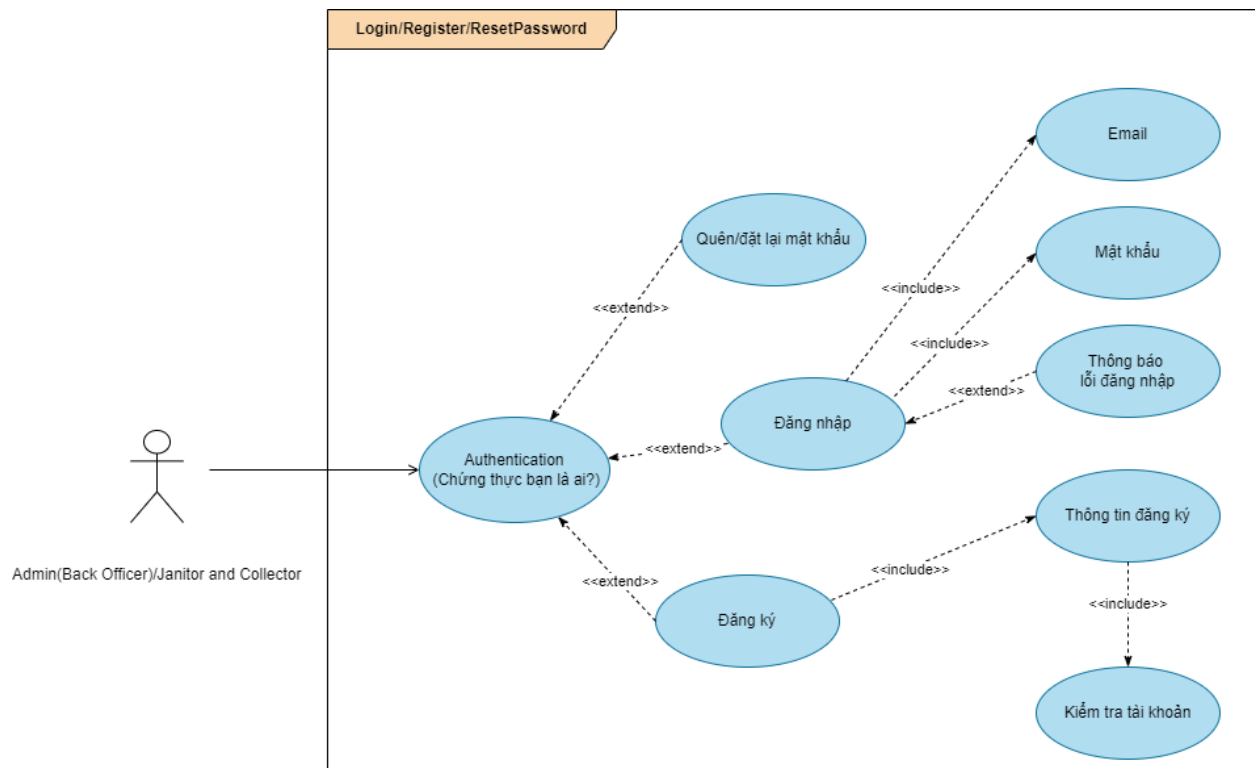 Login/Register/ResetPassword
Email
Quên/đặt lại mật khẩu
Mật khẩu
<<include>>
<<extend>>
<<include>>
Thông báo
lỗi đăng nhập
<<extend>>
Đăng nhập
<<extend>>
Authentication
(Chứng thực bạn là ai?)
Thông tin đăng ký
Admin(Back Officer)/Janitor and Collector
<<include>>
<<extend>>
<<include>>
Đăng ký
Kiểm tra tài khoản